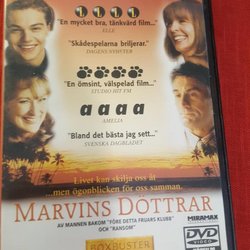 "En mycket bra, tänkvärd film..."
ELLE
"Skådespelarna briljerar."
DAGENS NYHETER
"En ömsint, välspelad film..."
STUDIO HIT FM
aaaa
AMELIA
"Bland det bästa jag sett..."
SVENSKA DAGBLADET
Livet kan skilja oss åt
...men ögonblicken för oss samman.
MARVINS DÖTTRAR
AV MANNEN BAKOM "FÖRE DETTA FRUARS KLUBB"
OCH "RANSOM"
MIRAMAX
DVD
VIDEO
BOXBUSTER